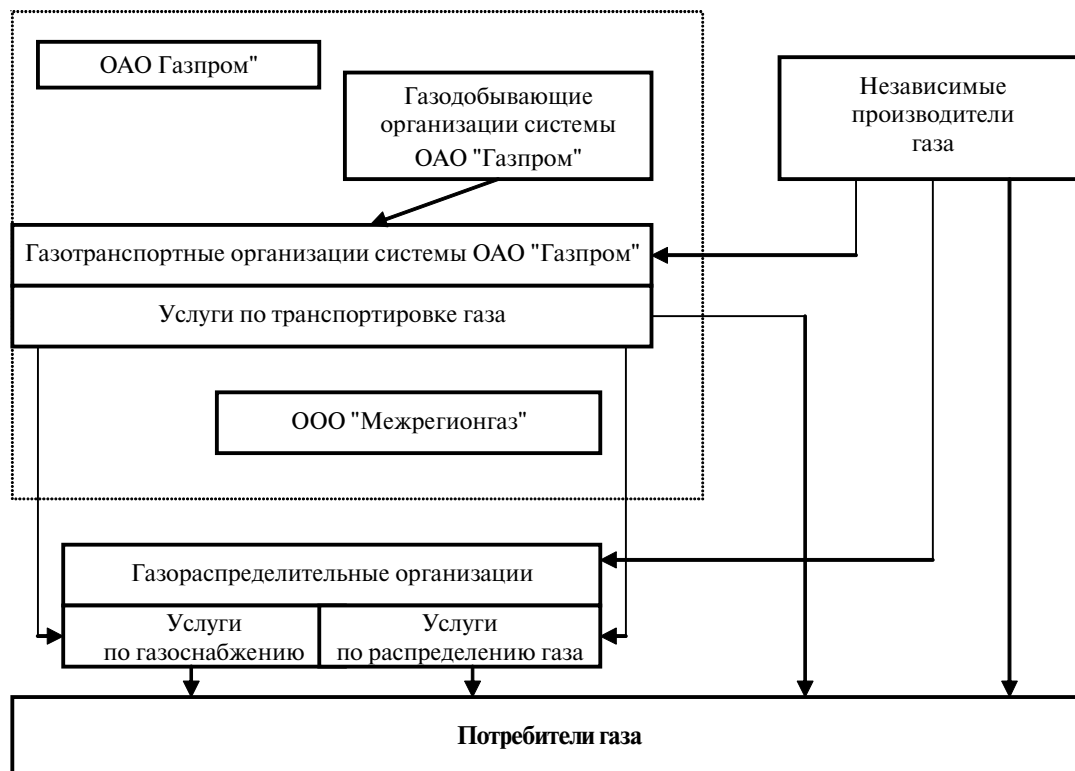 ОАО Газпром"
Газодобывающие
организации системы
ОАО "Газпром"
Независимые
производители
газа
Газотранспортные организации системы ОАО "Газпром"
Услуги по транспортировке газа
ООО "Межрегионгаз"
Газораспределительные организации
Услуги
по газоснабжению
Услуги
по распределению газа
Потребители газа